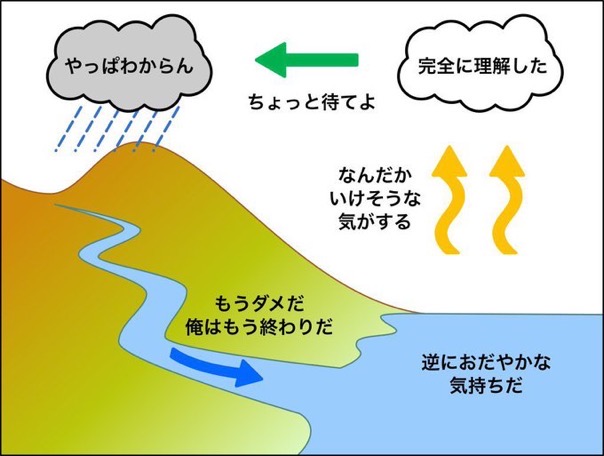 やっぱわからん
完全に理解した
ちょっと待てよ
なんだか
いけそうな
気がする
もうダメだ
俺はもう終わりだ
逆におだやかな
気持ちだ